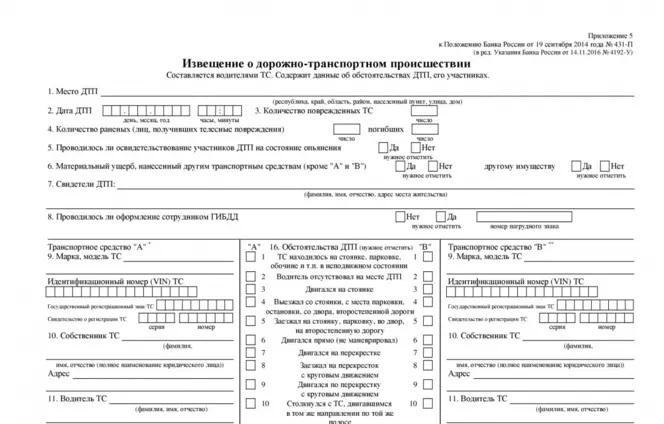 Приложение 5
к Положению Банка России от 19 сентября 2014 года № 431-П
(в ред. Указания Банка России от 14.11.2016 № 4192-У)
Извещение о дорожно-транспортном происшествии
Составляется водителями ТС. Содержит данные об обстоятельствах ДТП, его участниках.
1. Место ДТП
(республика, край, область, район, населенный пункт, улица, дом)
2. Дата ДТП . . : 3. Количество поврежденных ТС
день, месяц, год часы, минуты число
4. Количество раненых (лиц, получивших телесные повреждения) погибших
число число
5. Проводилось ли освидетельствование участников ДТП на состояние опьянения Да Нет
нужное отметить
6. Материальный ущерб, нанесенный другим транспортным средствам (кроме "А" и "В") Да Нет другому имуществу Да Нет
нужное отметить нужное отметить
7. Свидетели ДТП:
(фамилия, имя, отчество, адрес места жительства)
8. Проводилось ли оформление сотрудником ГИБДД Нет Да
нужное отметить номер нагрудного знака
Транспортное средство "А" *
9. Марка, модель ТС
Идентификационный номер (VIN) ТС
Государственный регистрационный знак ТС
Свидетельство о регистрации ТС
серия номер
10. Собственник ТС
(фамилия,
имя, отчество (полное наименование юридического лица))
Адрес
11. Водитель ТС
(фамилия, имя, отчество)
"А" 16. Обстоятельства ДТП (нужное отметить) "В"
1 ТС находилось на стоянке, парковке, 1
обочине и т.п. в неподвижном состоянии
2 Водитель отсутствовал на месте ДТП 2
3 Двигался на стоянке 3
4 Выезжал со стоянки, с места парковки, 4
остановки, со двора, второстепенной дороги
5 Заезжал на стоянку, парковку, во двор, 5
на второстепенную дорогу
6 Двигался прямо (не маневрировал) 6
7 Двигался на перекрестке 7
8 Заезжал на перекресток 8
с круговым движением
9 Двигался по перекрестку 9
с круговым движением
10 Столкнулся с ТС, двигавшимся 10
в том же направлении по той же
полосе
Транспортное средство "В" **
9. Марка, модель ТС
Идентификационный номер (VIN) ТС
Государственный регистрационный знак ТС
Свидетельство о регистрации ТС
серия номер
10. Собственник ТС
(фамилия,
имя, отчество (полное наименование юридического лица))
Адрес
11. Водитель ТС
(фамилия, имя, отчество)